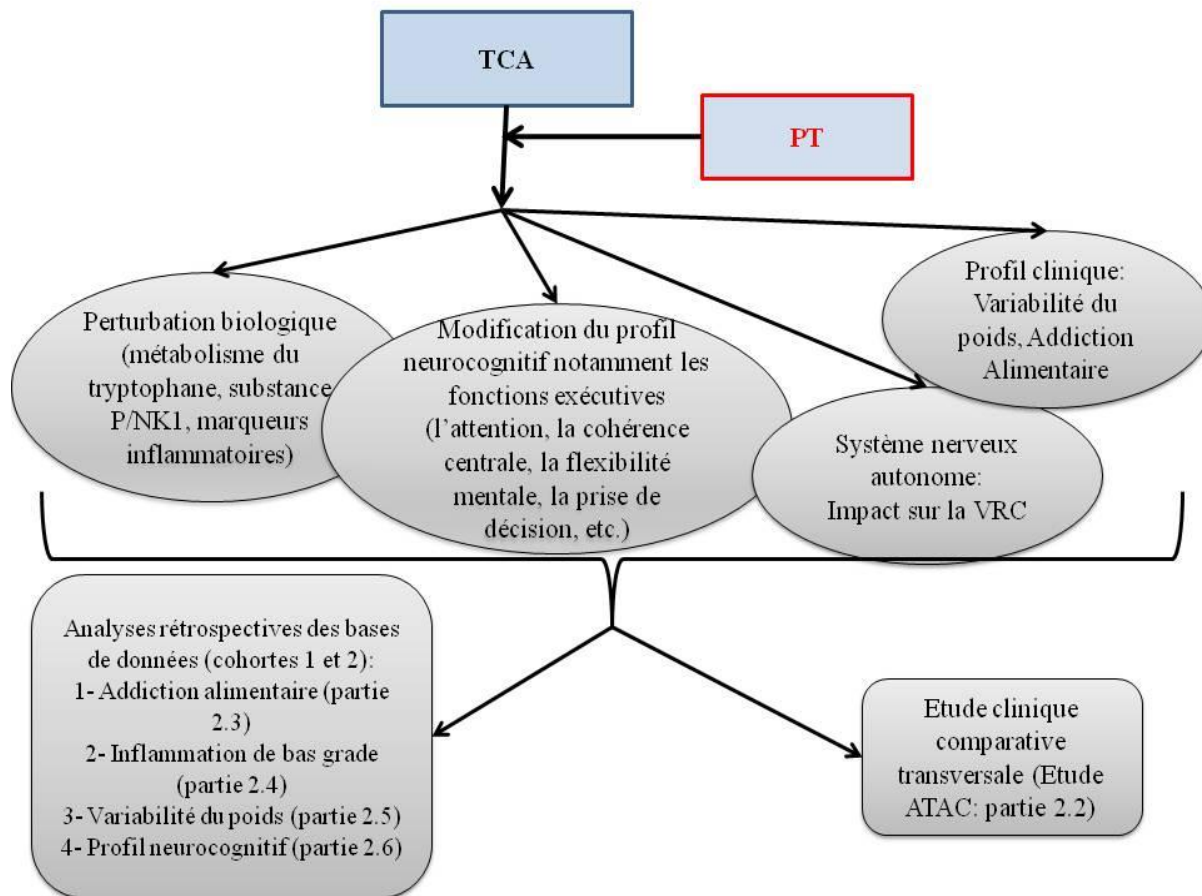 TCA
PT
Perturbation biologique
(métabolisme du
tryptophane, substance
P/NK1, marqueurs
inflammatoires)
Modification du profil
neurocognitif notamment les
fonctions exécutives
(l'attention, la cohérence
centrale, la flexibilité
mentale, la prise de
décision, etc.)
Profil clinique:
Variabilité du
poids, Addiction
Alimentaire
Système nerveux
autonome:
Impact sur la VRC
Analyses rétrospectives des bases
de données (cohortes 1 et 2):
1- Addiction alimentaire (partie
2.3)
2- Inflammation de bas grade
(partie 2.4)
3- Variabilité du poids (partie 2.5)
4- Profil neurocognitif (partie 2.6)
Etude clinique
comparative
transversale (Etude
ATAC: partie 2.2)